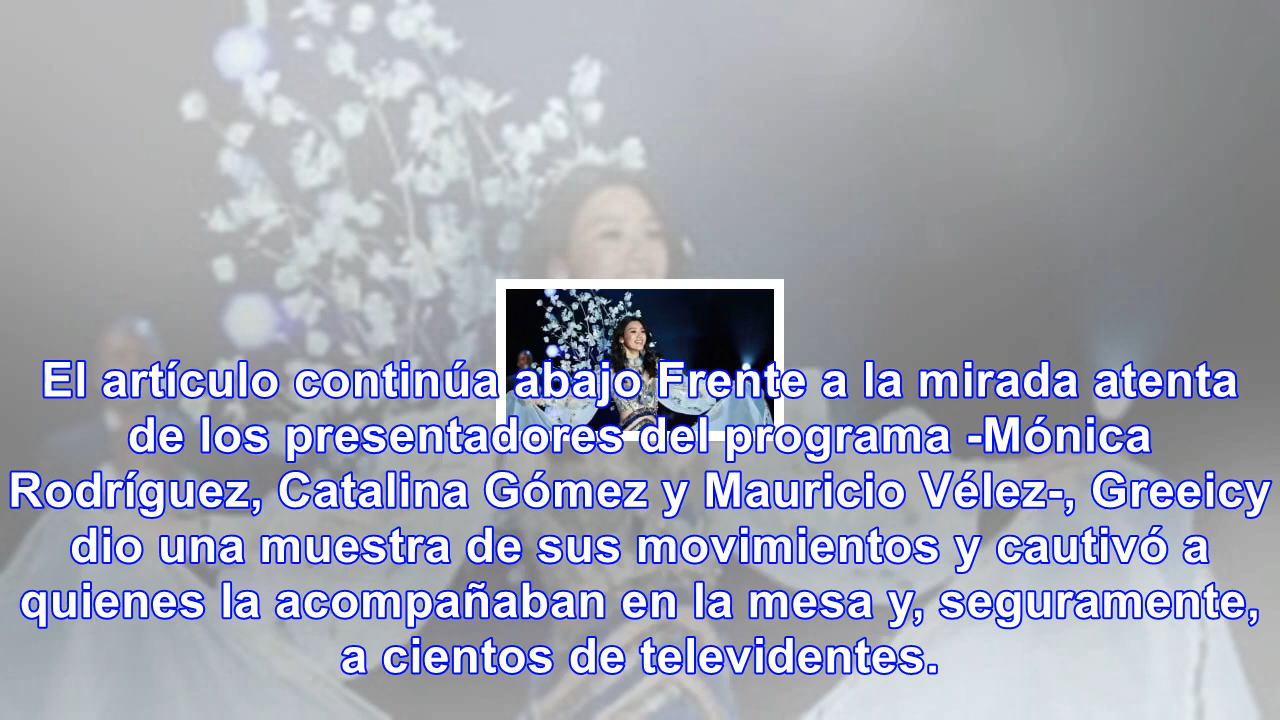 El artículo continúa abajo Frente a la mirada atenta
de los presentadores del programa -Mónica
Rodríguez, Catalina Gómez y Mauricio Vélez-, Greeicy
dio una muestra de sus movimientos y cautivó a
quienes la acompañaban en la mesa y, seguramente,
a cientos de televidentes.